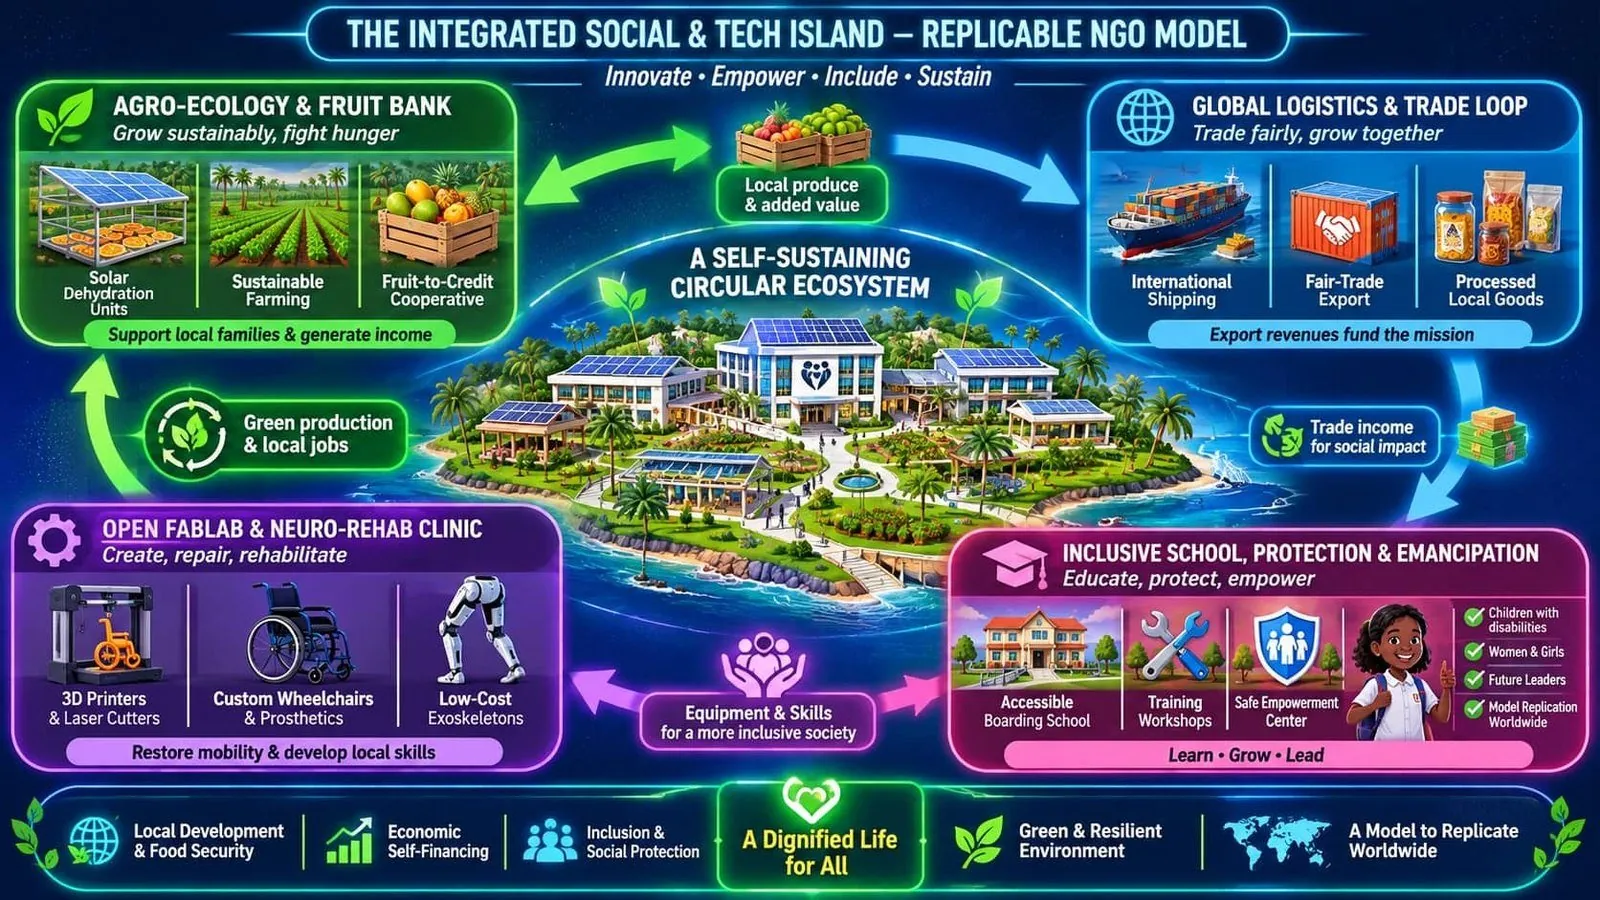 THE INTEGRATED SOCIAL & TECH ISLAND – REPLICABLE NGO MODEL
Innovate • Empower • Include • Sustain
AGRO-ECOLOGY & FRUIT BANK
Grow sustainably, fight hunger
Solar
Dehydration
Units
Sustainable
Farming
Fruit-to-Credit
Cooperative
Support local families & generate income
Local produce
& added value
GLOBAL LOGISTICS & TRADE LOOP
Trade fairly, grow together
International
Shipping
Fair-Trade
Export
Processed
Local Goods
Export revenues fund the mission
A SELF-SUSTAINING
CIRCULAR ECOSYSTEM
Green production
& local jobs
Trade income
for social impact
OPEN FABLAB & NEURO-REHAB CLINIC
Create, repair, rehabilitate
3D Printers
& Laser Cutters
Custom Wheelchairs
& Prosthetics
Low-Cost
Exoskeletons
Restore mobility & develop local skills
Equipment & Skills
for a more inclusive society
INCLUSIVE SCHOOL, PROTECTION & EMANCIPATION
Educate, protect, empower
Accessible
Boarding School
Training
Workshops
Safe Empowerment
Center
Children with
disabilities
Women & Girls
Future Leaders
Model Replication
Worldwide
Learn • Grow • Lead
Local Development
& Food Security
Economic
Self-Financing
Inclusion &
Social Protection
A Dignified Life
for All
Green & Resilient
Environment
A Model to Replicate
Worldwide